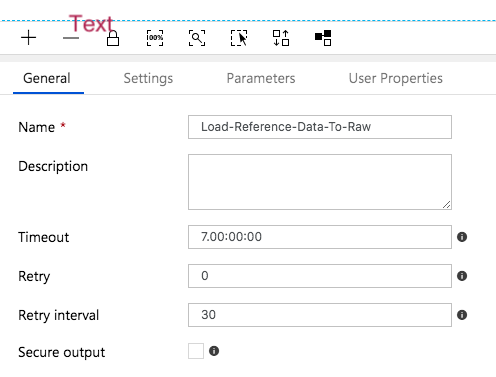 Text
100%
General Settings Parameters User Properties
Name * Load-Reference-Data-To-Raw
Description
Timeout 7.00:00:00
Retry 0
Retry interval 30
Secure output